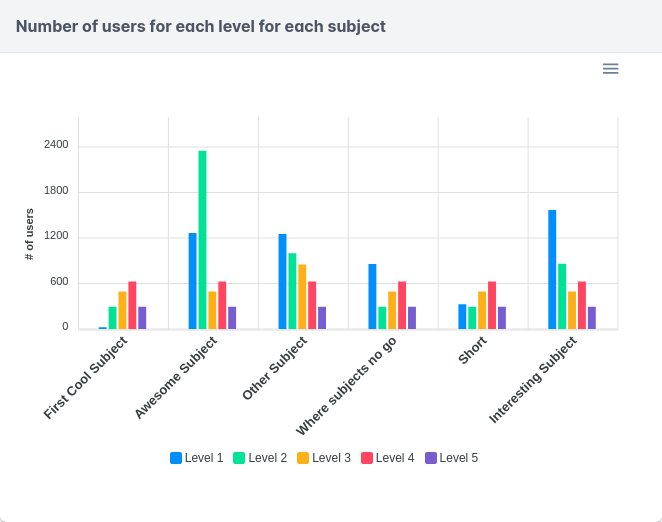 Number of users for each level for each subject
# of users
2400
1800
1200
600
0
First Cool Subject
Awesome Subject
Other Subject
Where subjects no go
Short
Interesting Subject
Level 1 Level 2 Level 3 Level 4 Level 5